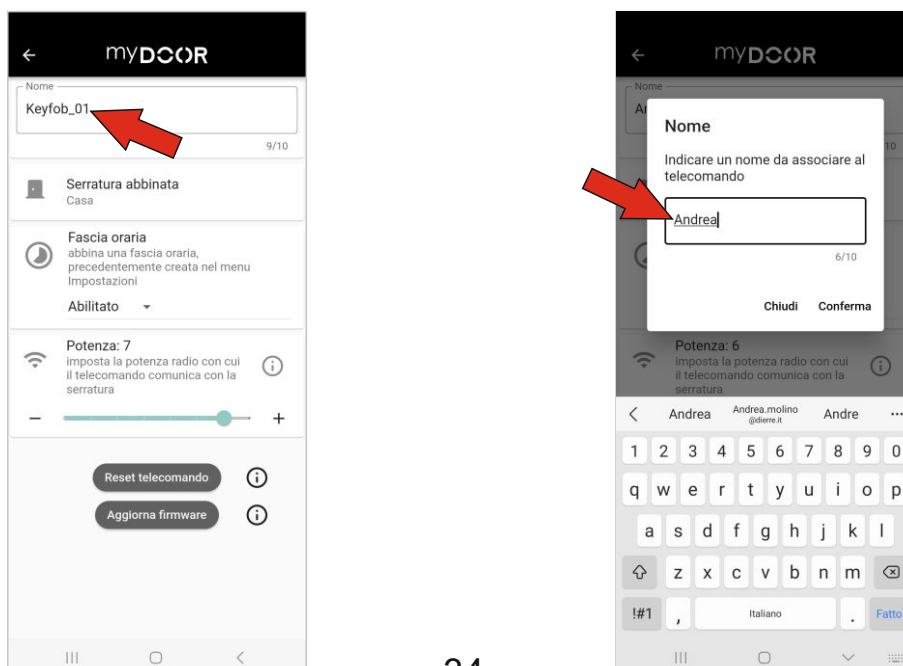 myDOOR
Nome
Keyfob_01
9/10
Serratura abbinata
Casa
Fascia oraria
abbina una fascia oraria,
precedentemente creata nel menu
Impostazioni
Abilitato
Potenza: 7
imposta la potenza radio con cui
il telecomando comunica con la
serratura
Reset telecomando
Aggiorna firmware
myDOOR
Nome
10
Nome
Indicare un nome da associare al
telecomando
Andrea
6/10
Chiudi Conferma
Potenza: 6
imposta la potenza radio con cui
il telecomando comunica con la
serratura
Andrea Andrea.molino @dierre.it Andre ...
1 2 3 4 5 6 7 8 9 0
q w e r t y u i o p
a s d f g h j k l
z x c v b n m
!#1 , Italiano . Fatto